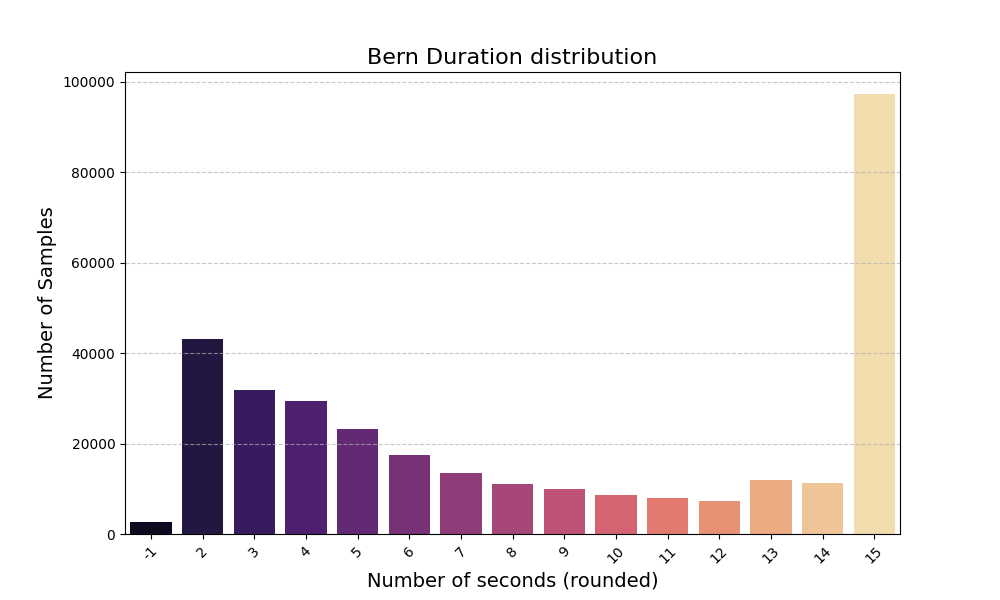 Bern Duration distribution
Number of Samples
100000
80000
60000
40000
20000
0
-1 2 3 4 5 6 7 8 9 10 11 12 13 14 15
Number of seconds (rounded)